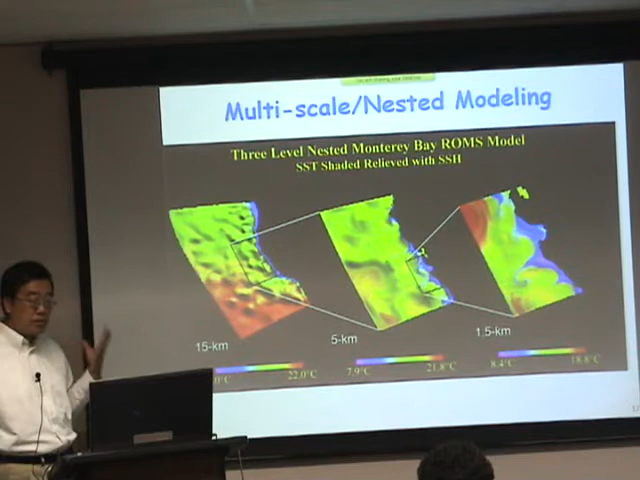 Multi-scale/Nested Modeling
Three Level Nested Monterey Bay ROMS Model
SST Shaded Relieved with SSH
15-km
5-km
1.5-km
22.0°C
7.9°C
21.8°C
8.4°C
18.8°C